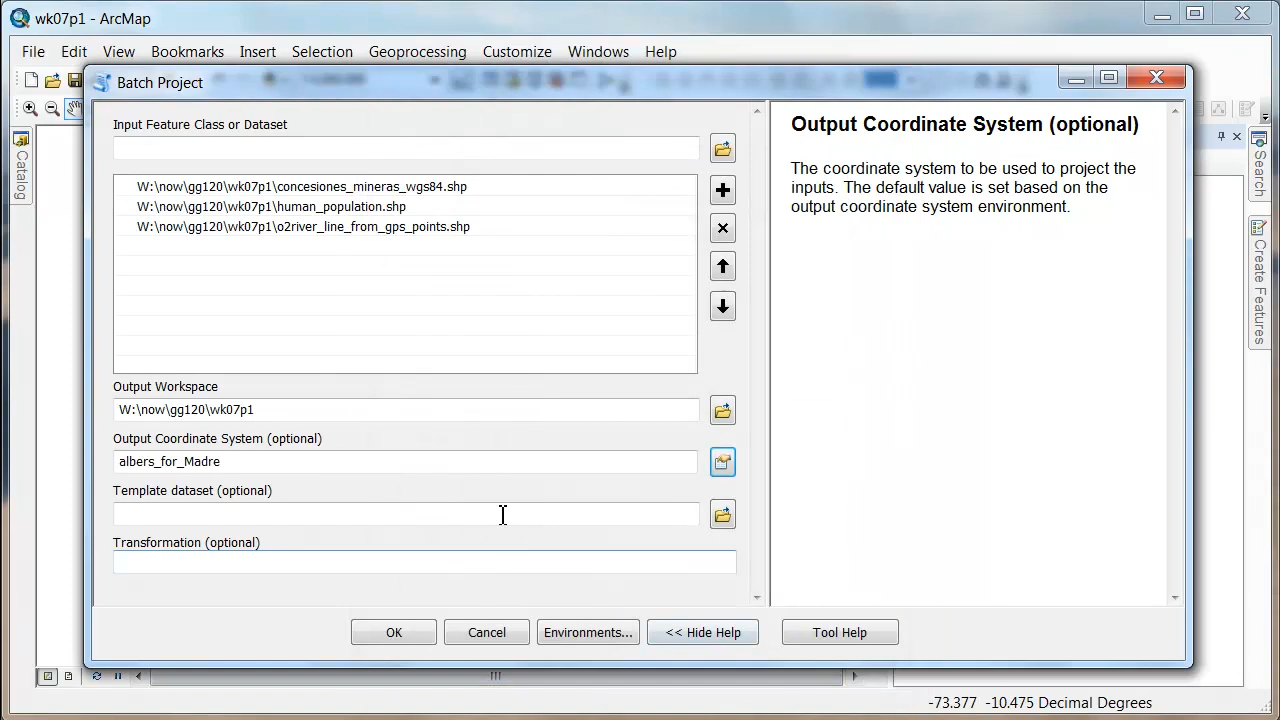 wk07p1 - ArcMap
File Edit View Bookmarks Insert Selection Geoprocessing Customize Windows Help
Batch Project
Input Feature Class or Dataset
W:\now\gg120\wk07p1\concesiones_mineras_wgs84.shp
W:\now\gg120\wk07p1\human_population.shp
W:\now\gg120\wk07p1\o2river_line_from_gps_points.shp
Output Workspace
W:\now\gg120\wk07p1
Output Coordinate System (optional)
albers_for_Madre
Template dataset (optional)
Transformation (optional)
OK Cancel Environments... << Hide Help Tool Help
Output Coordinate System (optional)
The coordinate system to be used to project the
inputs. The default value is set based on the
output coordinate system environment.
Catalog
Search
Create Features
-73.377 -10.475 Decimal Degrees